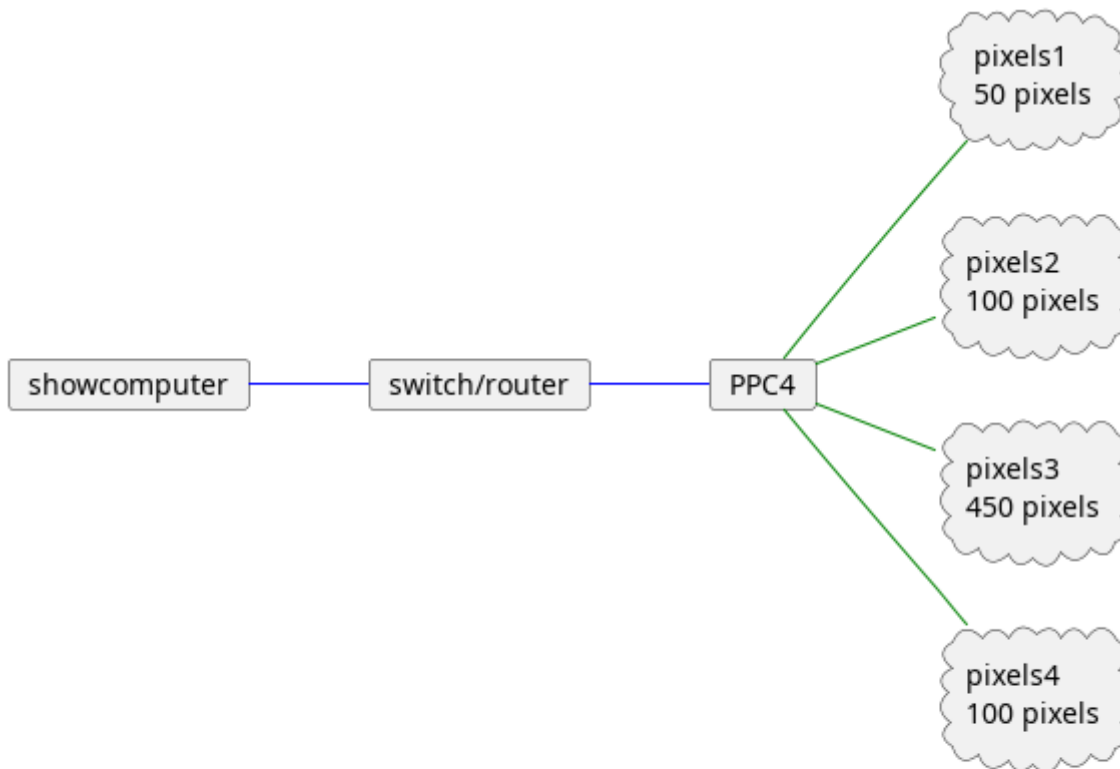 pixels1
50 pixels
pixels2
100 pixels
showcomputer
switch/router
PPC4
pixels3
450 pixels
pixels4
100 pixels